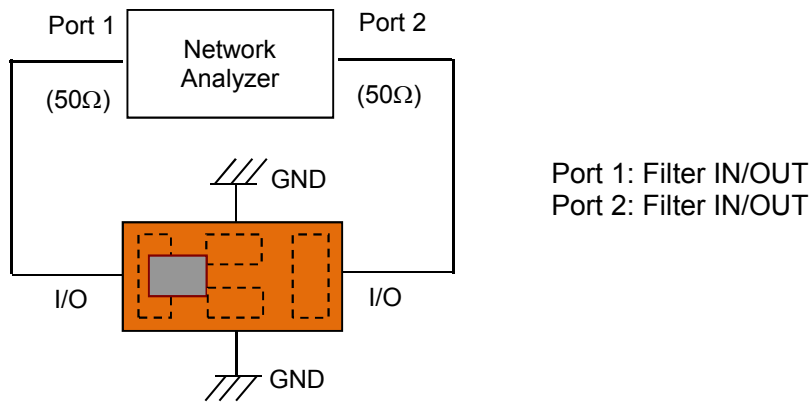 Port 1
Port 2
Network
Analyzer
(50Ω)
(50Ω)
GND
Port 1: Filter IN/OUT
Port 2: Filter IN/OUT
I/O
I/O
GND